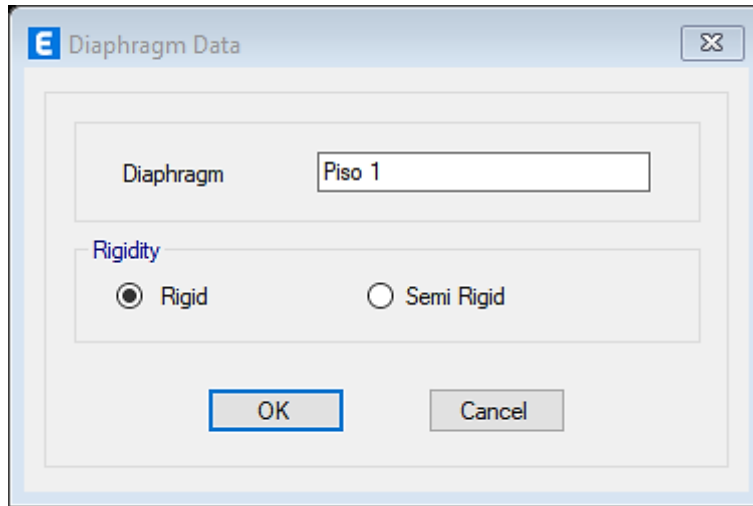 E Diaphragm Data
Diaphragm Piso 1
Rigidity
Rigid Semi Rigid
OK Cancel